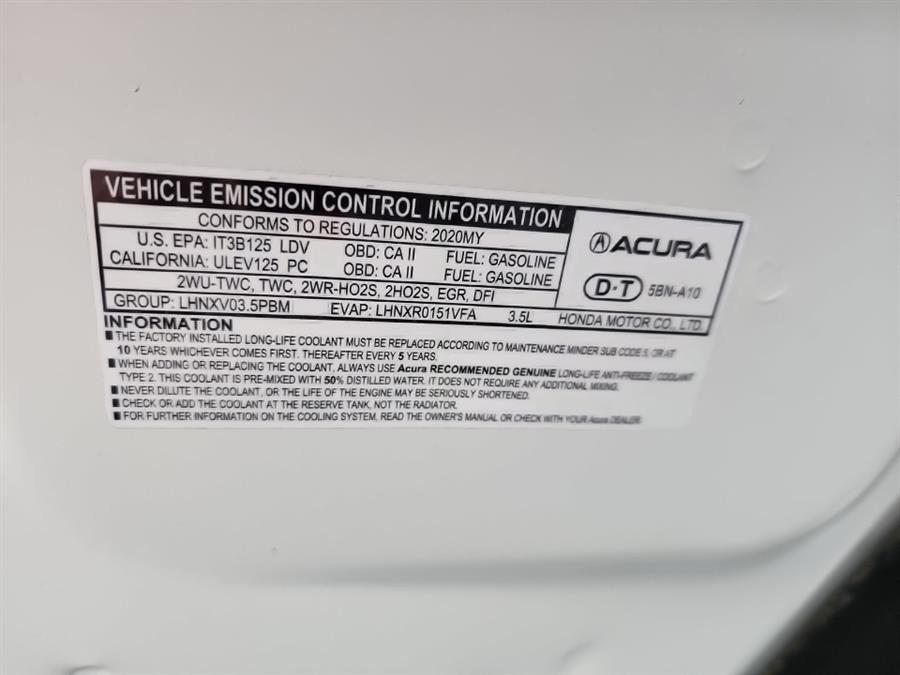 VEHICLE EMISSION CONTROL INFORMATION
CONFORMS TO REGULATIONS: 2020MY
U.S. EPA: IT3B125 LDV OBD: CA II FUEL: GASOLINE
CALIFORNIA: ULEV125 PC OBD: CA II FUEL: GASOLINE
2WU-TWC, TWC, 2WR-HO2S, 2HO2S, EGR, DFI
GROUP: LHNXV03.5PBM EVAP: LHNXR0151VFA 3.5L
ACURA
D·T 5BN-A10
HONDA MOTOR CO., LTD.
INFORMATION
■ THE FACTORY INSTALLED LONG-LIFE COOLANT MUST BE REPLACED ACCORDING TO MAINTENANCE MINDER SUB CODE 5, OR AT
10 YEARS WHICHEVER COMES FIRST. THEREAFTER EVERY 5 YEARS.
■ WHEN ADDING OR REPLACING THE COOLANT, ALWAYS USE Acura RECOMMENDED GENUINE LONG-LIFE ANTI-FREEZE / COOLANT
TYPE 2. THIS COOLANT IS PRE-MIXED WITH 50% DISTILLED WATER. IT DOES NOT REQUIRE ANY ADDITIONAL MIXING.
■ NEVER DILUTE THE COOLANT, OR THE LIFE OF THE ENGINE MAY BE SERIOUSLY SHORTENED.
■ CHECK OR ADD THE COOLANT AT THE RESERVE TANK, NOT THE RADIATOR.
■ FOR FURTHER INFORMATION ON THE COOLING SYSTEM, READ THE OWNER'S MANUAL OR CHECK WITH YOUR Acura DEALER.